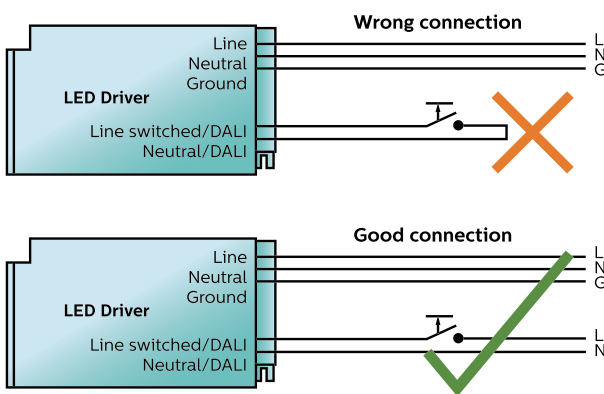 Wrong connection
Line
Neutral
Ground
LED Driver
Line switched/DALI
Neutral/DALI
L
N
G
Good connection
Line
Neutral
Ground
LED Driver
Line switched/DALI
Neutral/DALI
L
N
G
L
N